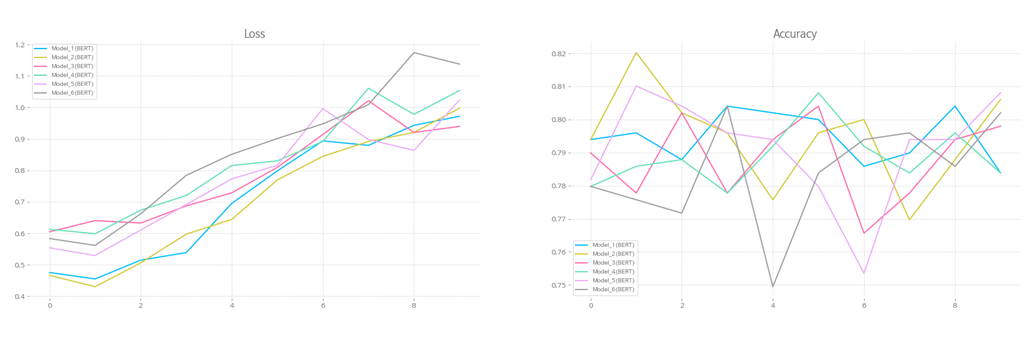 Loss
1.2
1.1
1.0
0.9
0.8
0.7
0.6
0.5
0.4
Model_1(BERT)
Model_2(BERT)
Model_3(BERT)
Model_4(BERT)
Model_5(BERT)
Model_6(BERT)
0 2 4 6 8
Accuracy
0.82
0.81
0.80
0.79
0.78
0.77
0.76
0.75
Model_1(BERT)
Model_2(BERT)
Model_3(BERT)
Model_4(BERT)
Model_5(BERT)
Model_6(BERT)
0 2 4 6 8